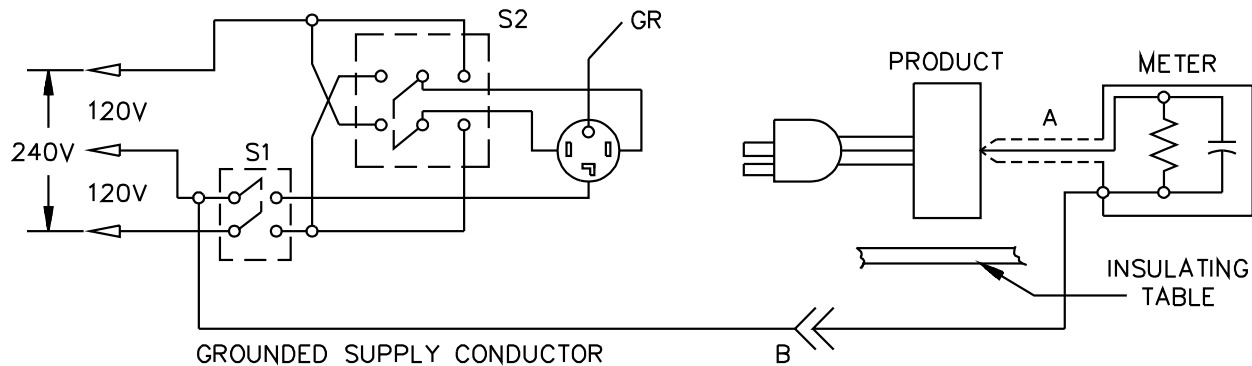 S2
GR
PRODUCT
METER
120V
A
240V
S1
120V
INSULATING
TABLE
B
GROUNDED SUPPLY CONDUCTOR